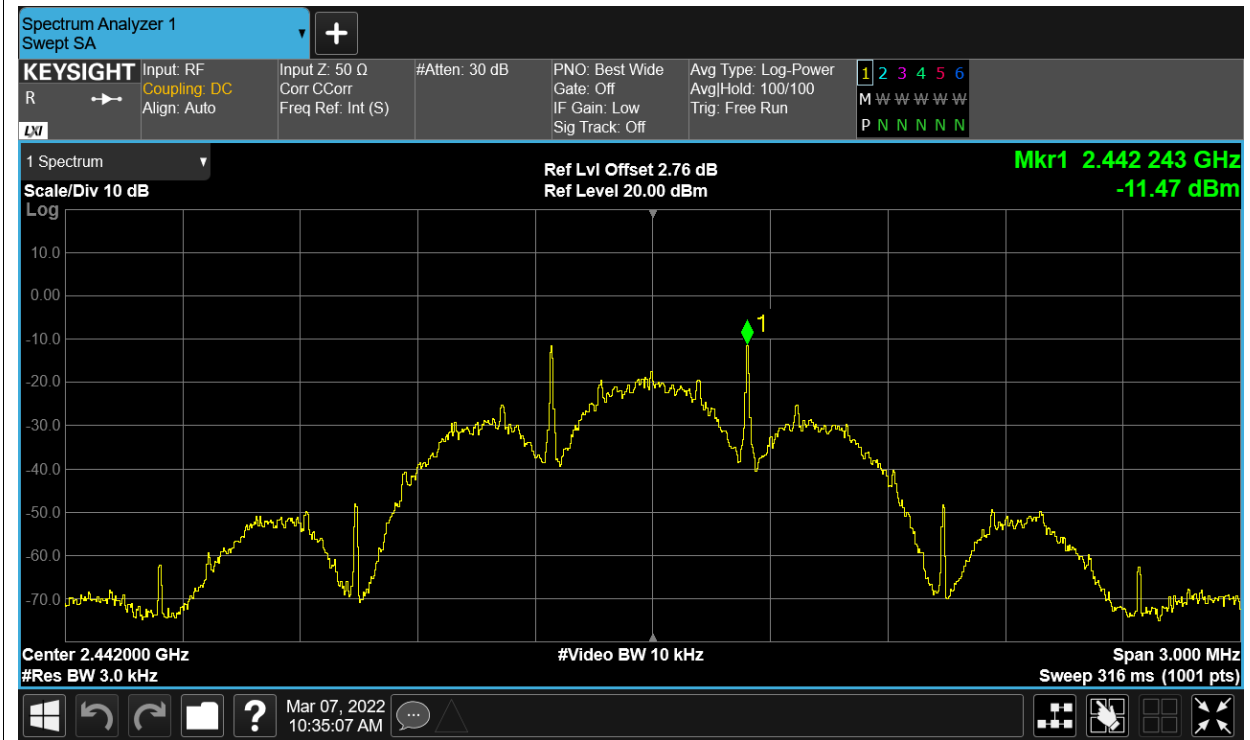 Spectrum Analyzer 1
Swept SA
+
KEYSIGHT
R
LXI
Input: RF
Coupling: DC
Align: Auto
Input Z: 50 Ω
Corr CCorr
Freq Ref: Int (S)
#Atten: 30 dB
PNO: Best Wide
Gate: Off
IF Gain: Low
Sig Track: Off
Avg Type: Log-Power
Avg|Hold: 100/100
Trig: Free Run
1 2 3 4 5 6
M W W W W W
P N N N N N
1 Spectrum
Scale/Div 10 dB
Log
Ref Lvl Offset 2.76 dB
Ref Level 20.00 dBm
Mkr1 2.442 243 GHz
-11.47 dBm
10.0
0.00
-10.0
-20.0
-30.0
-40.0
-50.0
-60.0
-70.0
1
Center 2.442000 GHz
#Res BW 3.0 kHz
#Video BW 10 kHz
Span 3.000 MHz
Sweep 316 ms (1001 pts)
?
Mar 07, 2022
10:35:07 AM